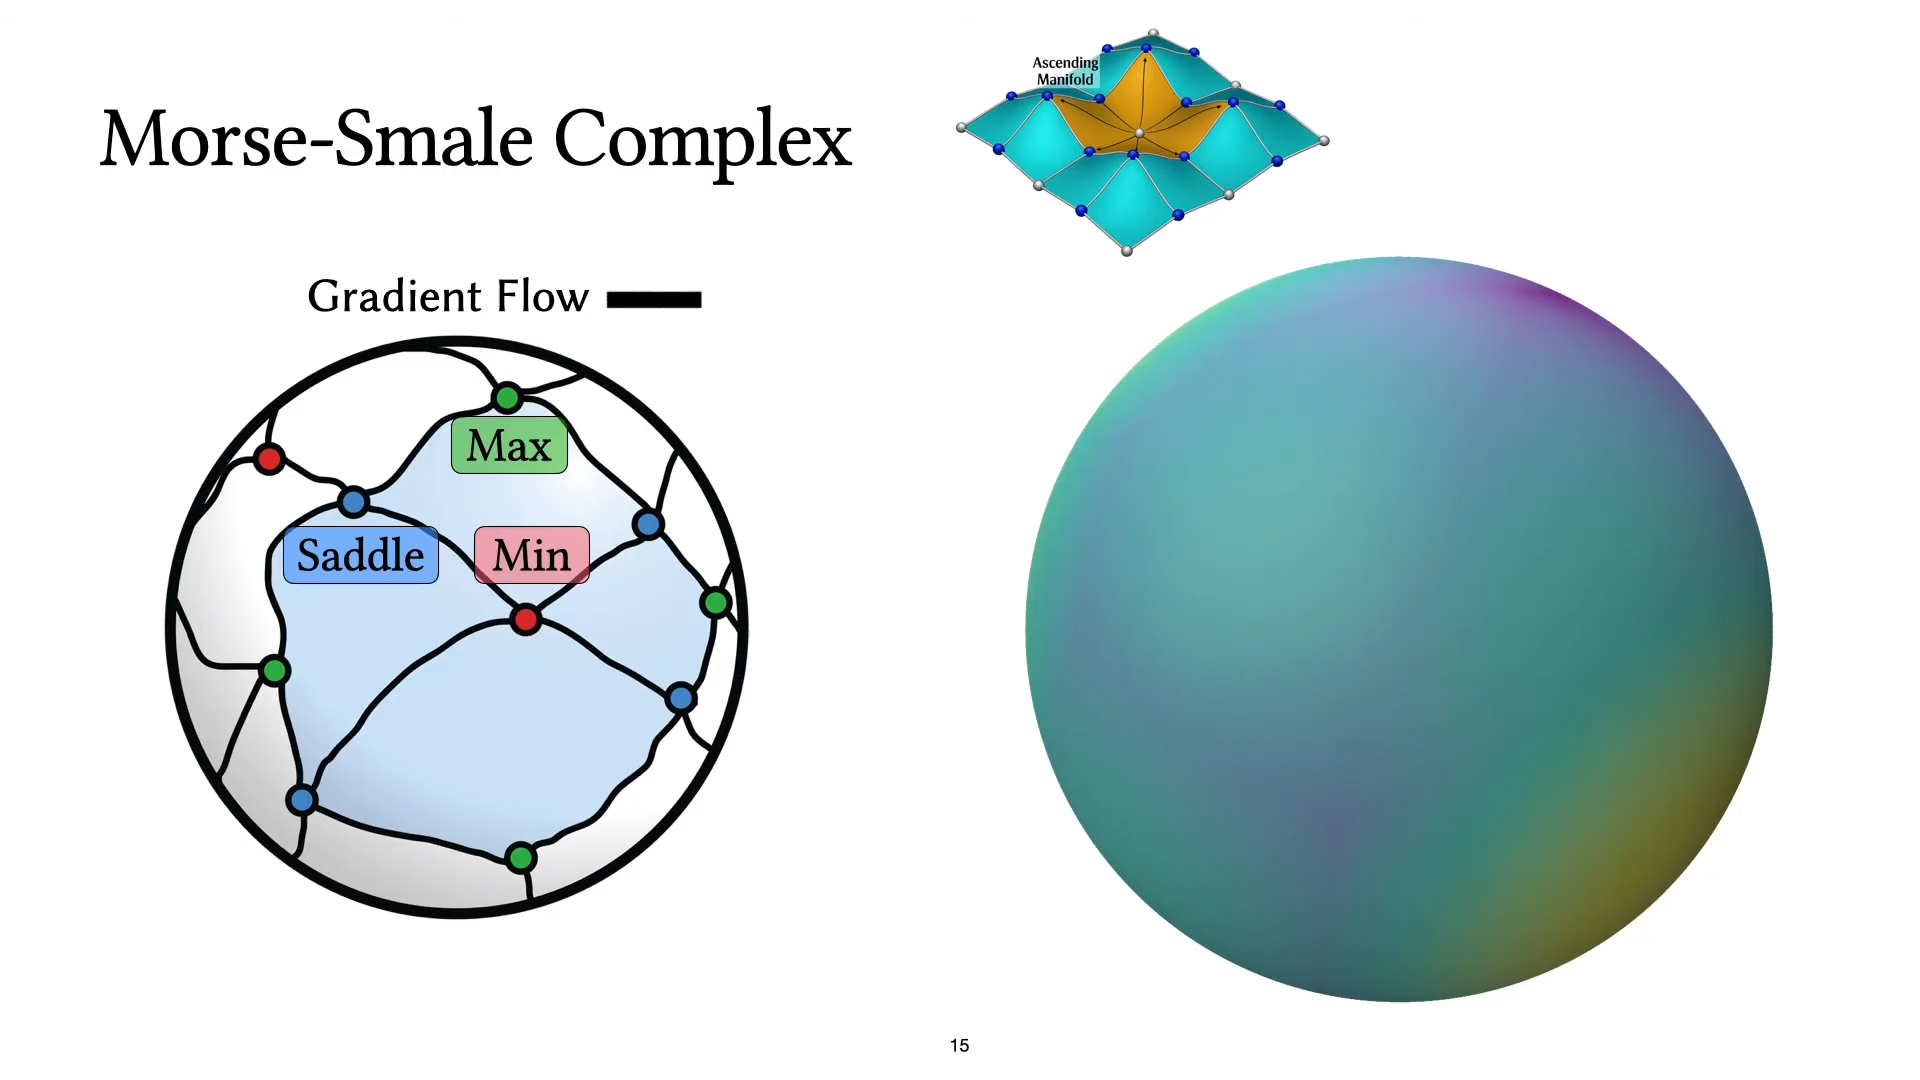 Ascending
Manifold
Morse-Smale Complex
Gradient Flow
Max
Saddle
Min
15